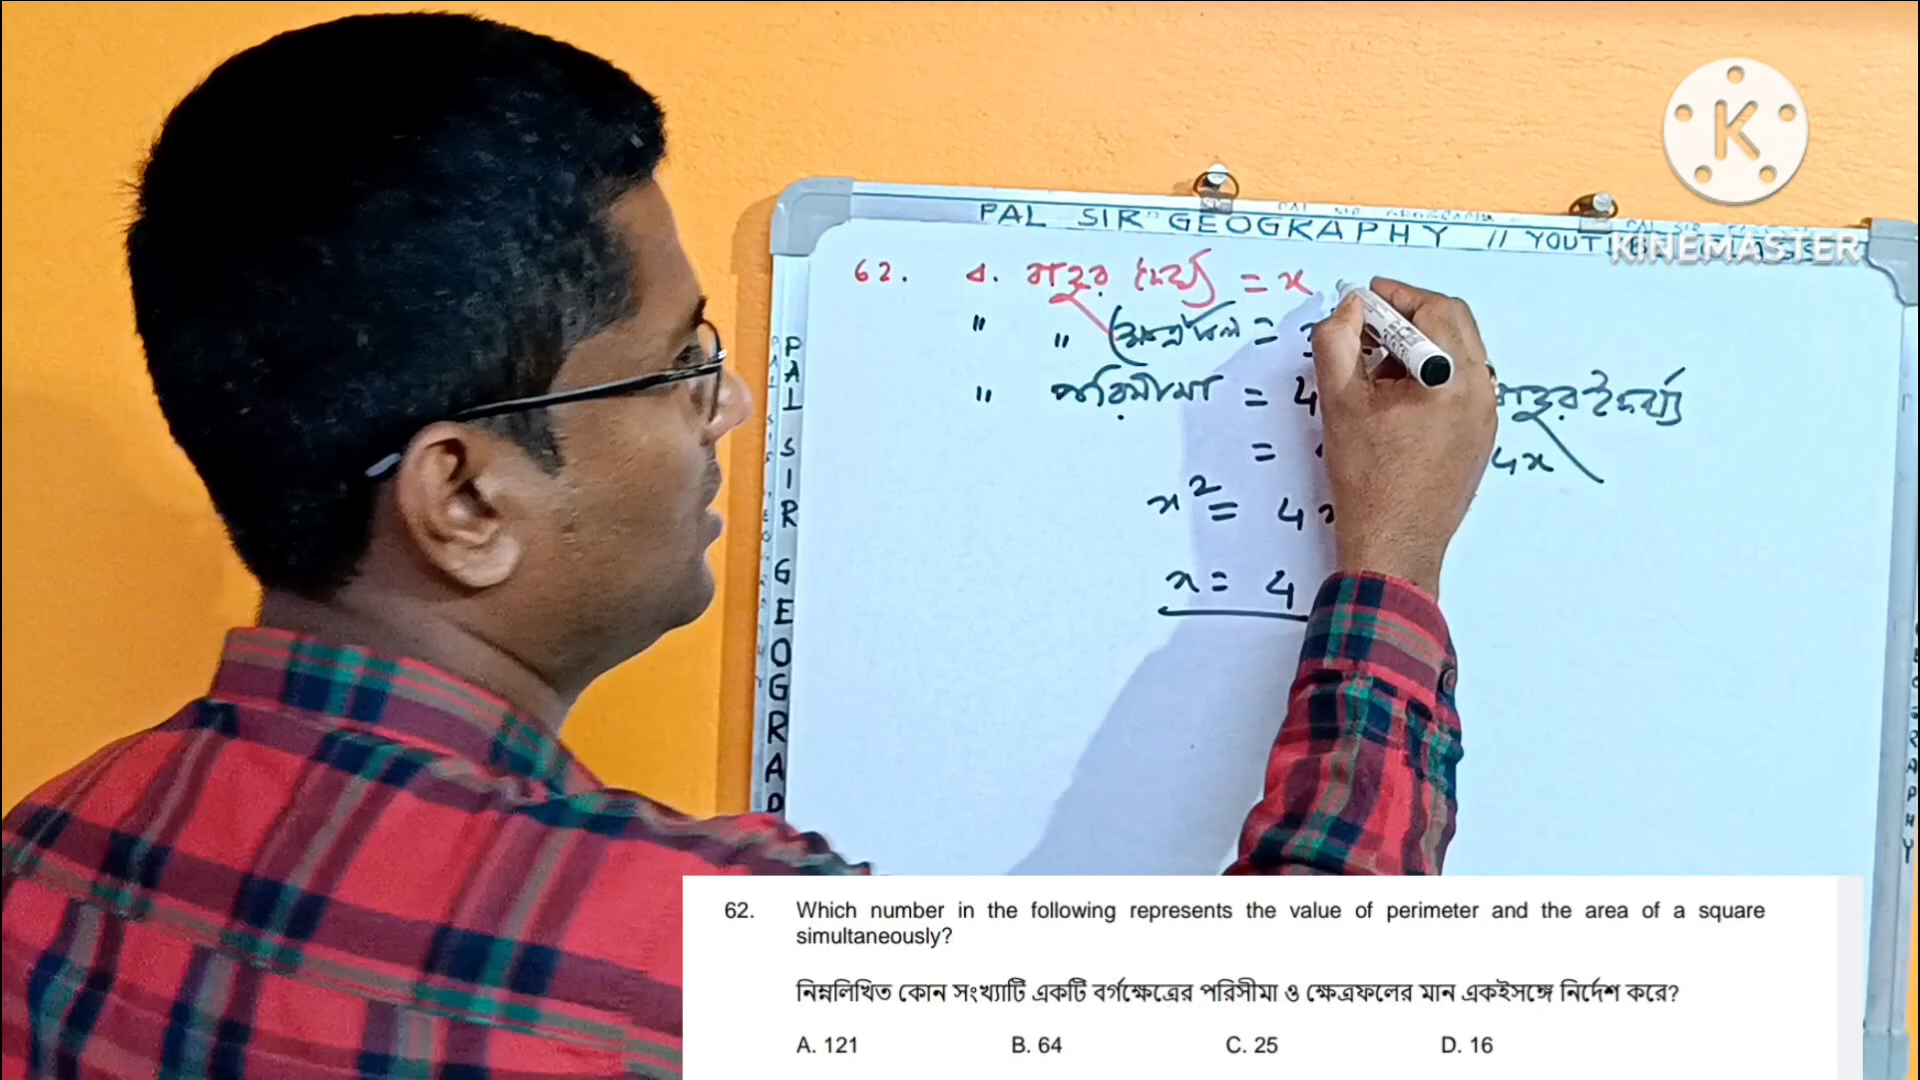 K
KINEMASTER
PAL SIR GEOGRAPHY // YOUT
PAL SIR GEOGRAP
62. এ. বাহুর দৈর্ঘ্য = x
" " ক্ষেত্রফল =
" পরিসীমা = 4 বাহুর দৈর্ঘ্য
= 4x
x² = 4x
x = 4
62. Which number in the following represents the value of perimeter and the area of a square
simultaneously?
নিম্নলিখিত কোন সংখ্যাটি একটি বর্গক্ষেত্রের পরিসীমা ও ক্ষেত্রফলের মান একইসঙ্গে নির্দেশ করে?
A. 121 B. 64 C. 25 D. 16